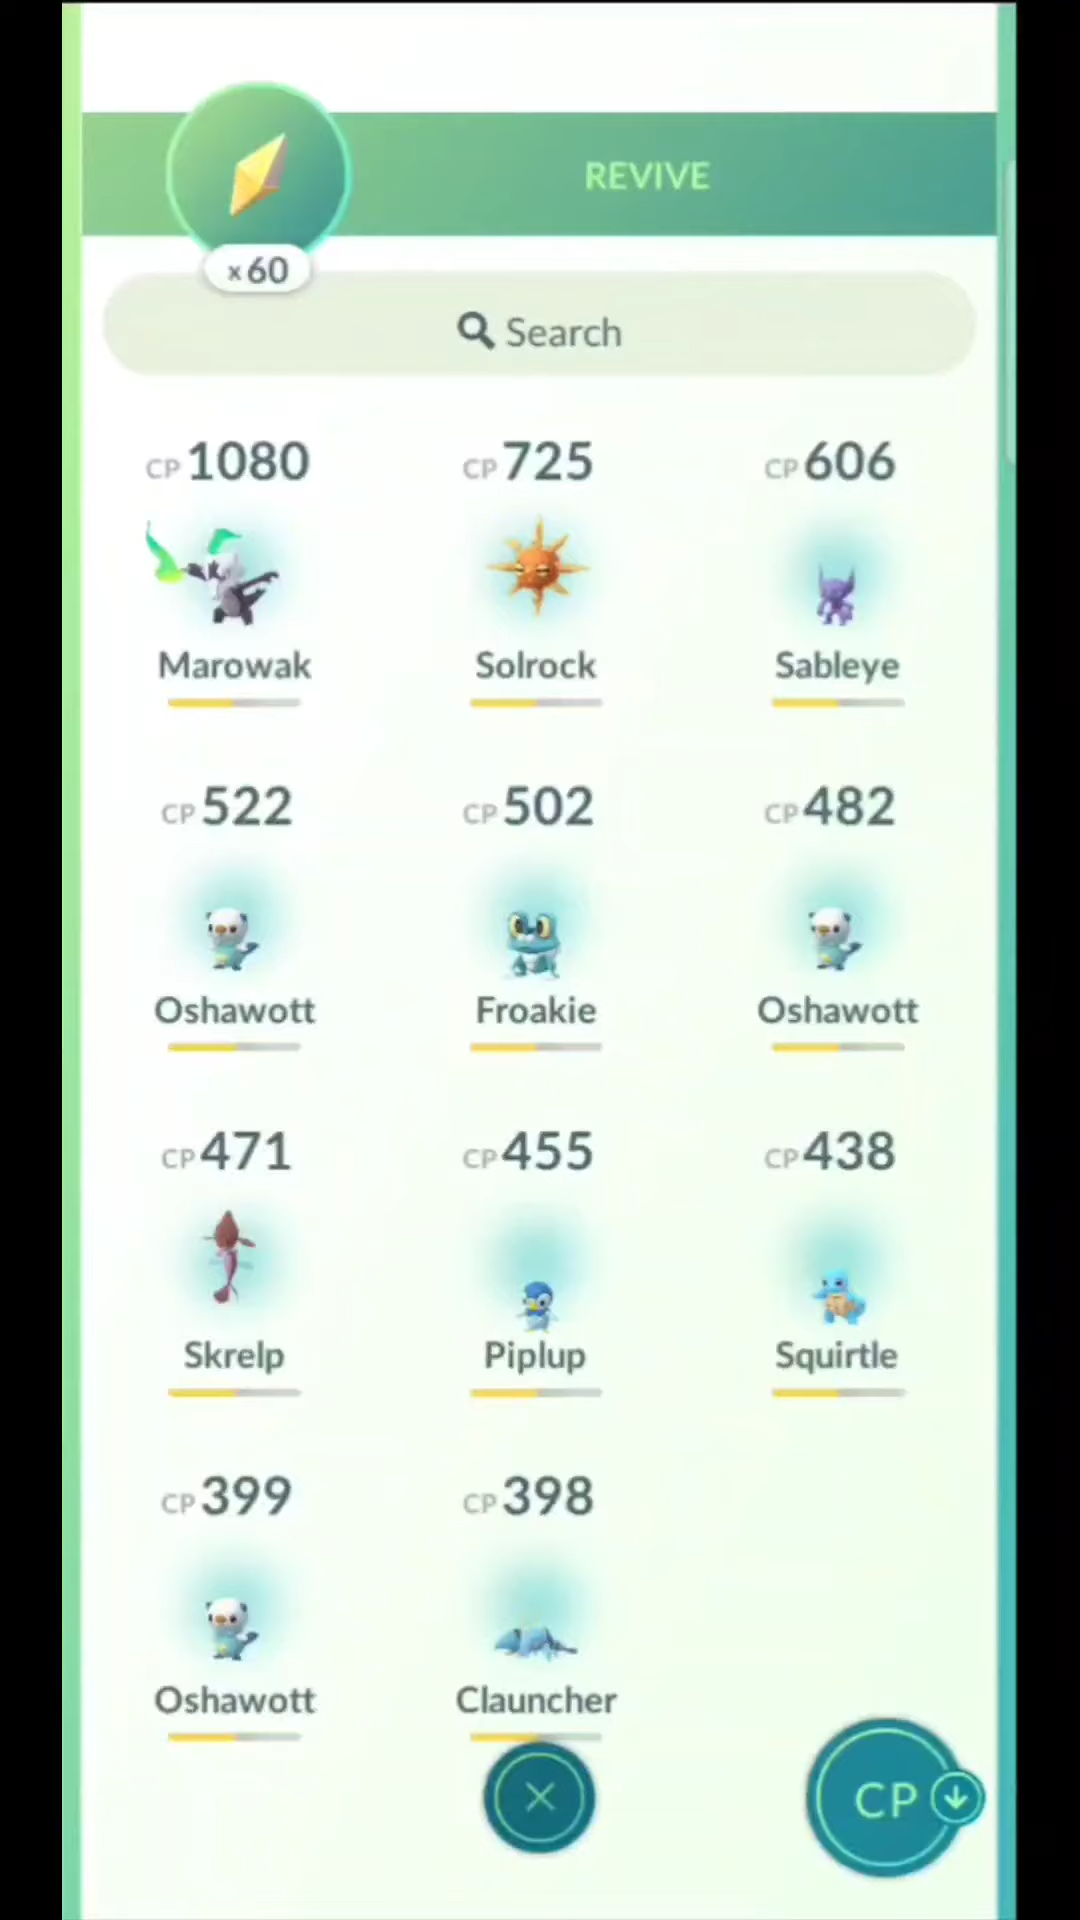 REVIVE
×60
Search
CP 1080
CP 725
CP 606
Marowak
Solrock
Sableye
CP 522
CP 502
CP 482
Oshawott
Froakie
Oshawott
CP 471
CP 455
CP 438
Skrelp
Piplup
Squirtle
CP 399
CP 398
Oshawott
Clauncher
CP